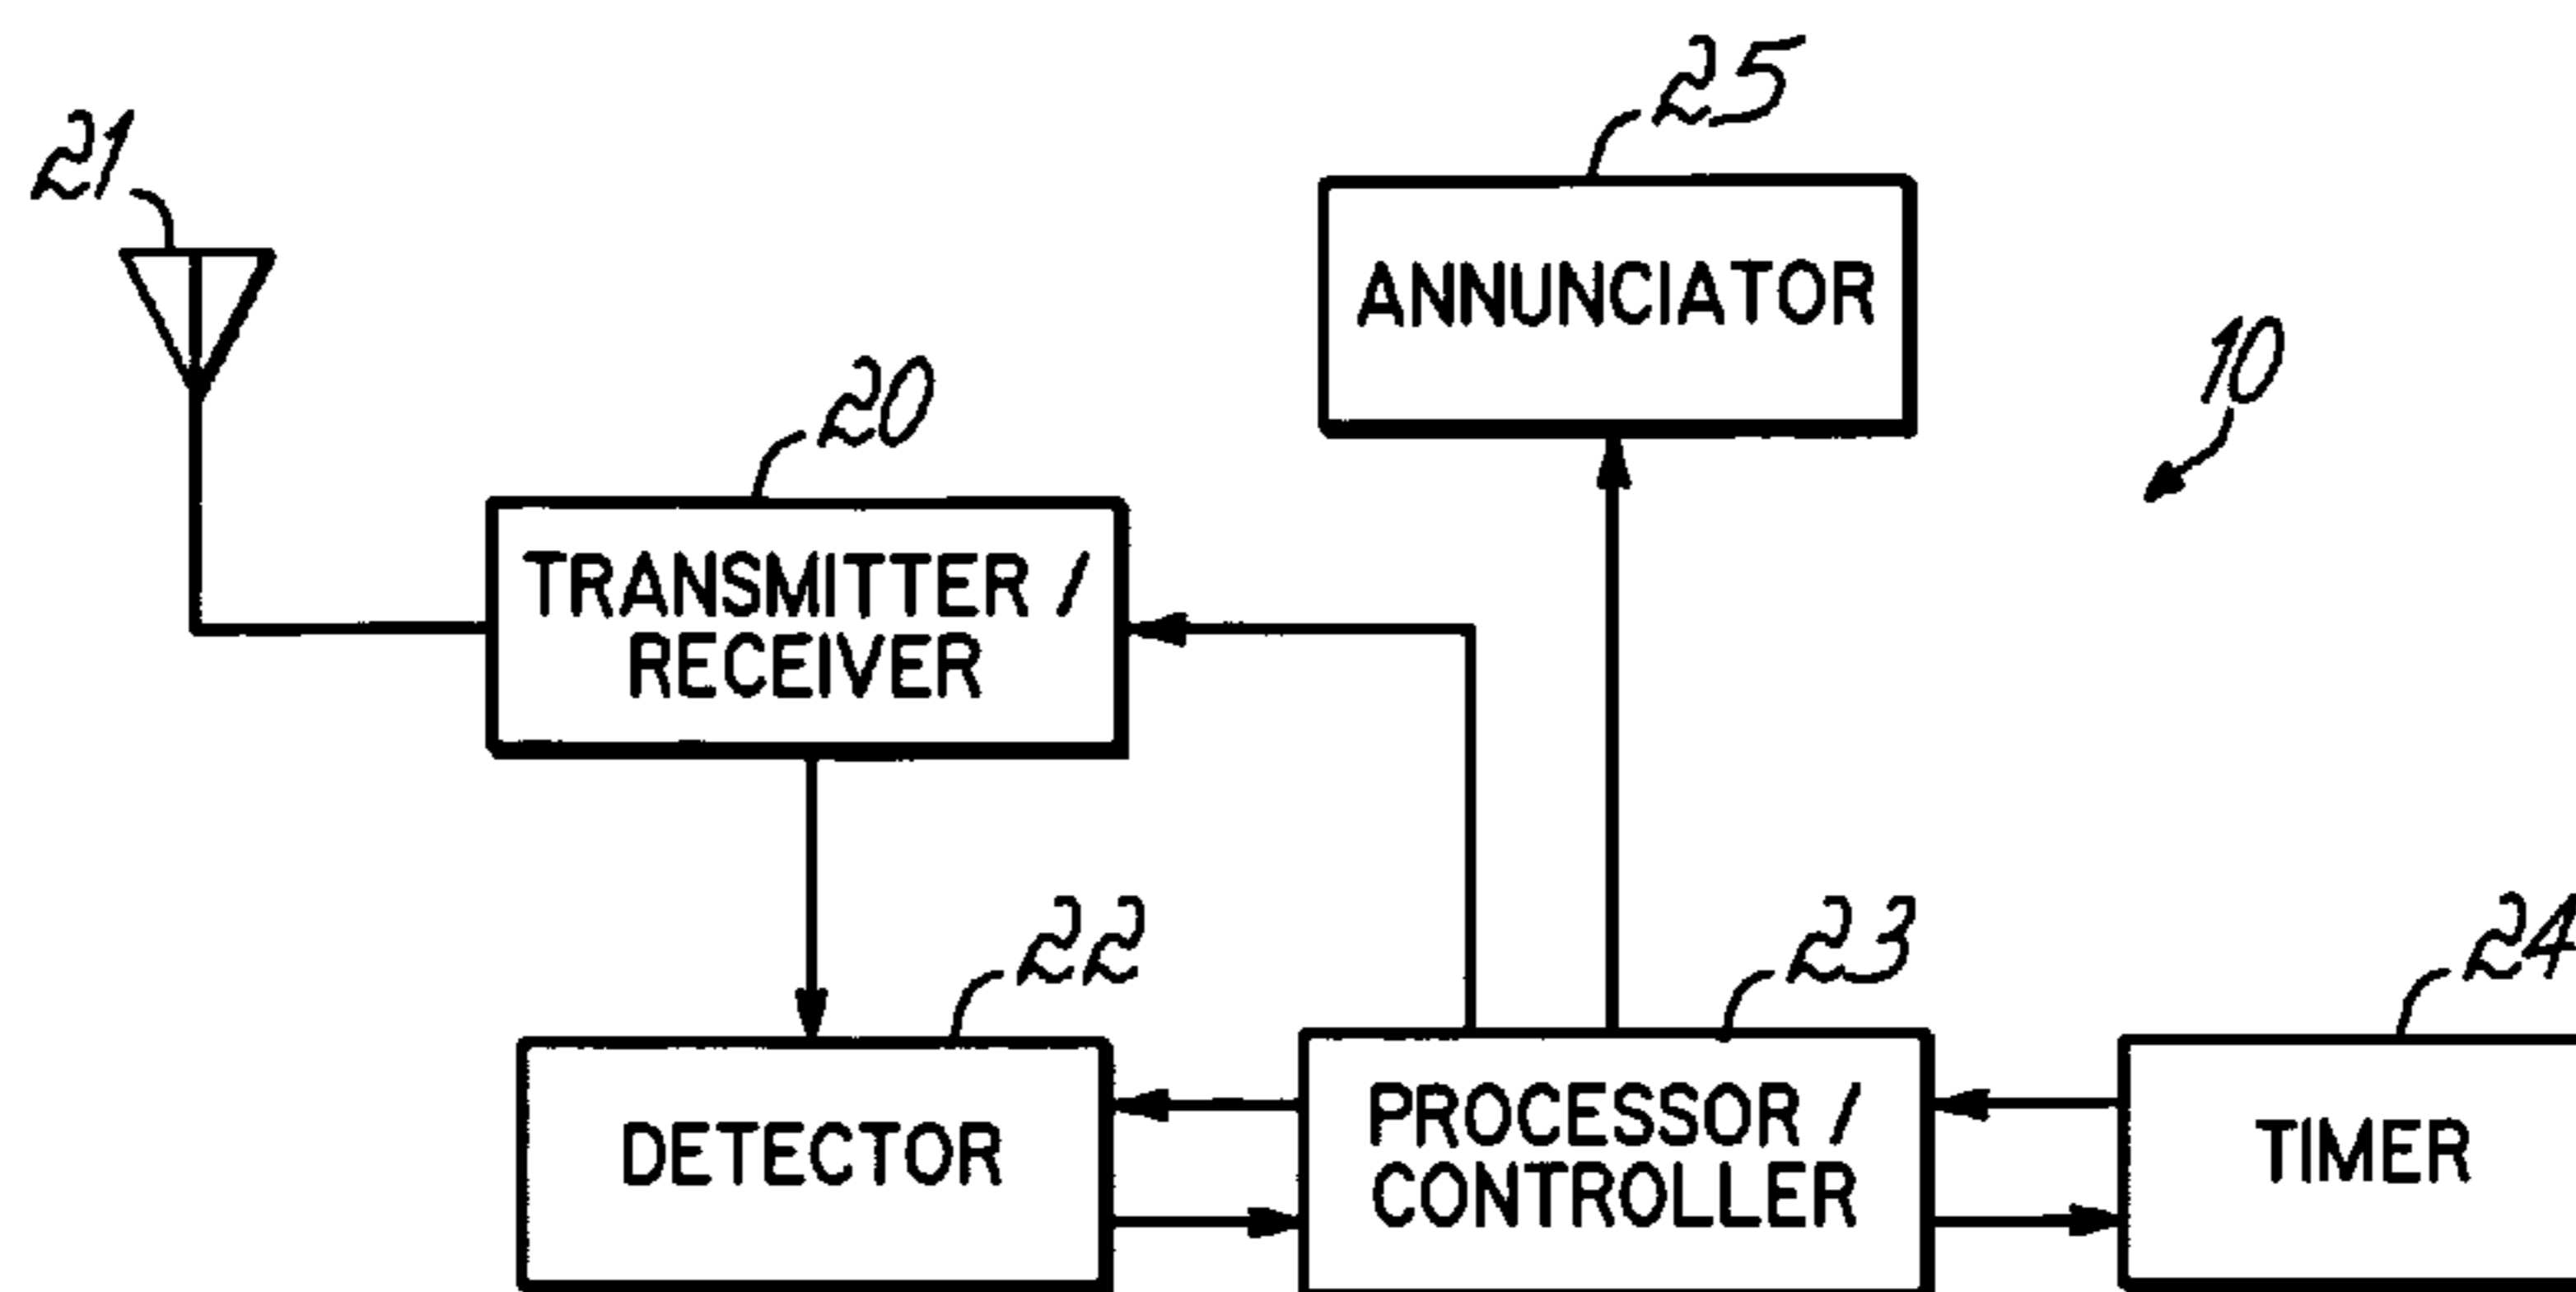 25
21
ANNUNCIATOR
10
20
TRANSMITTER /
RECEIVER
22
23
24
DETECTOR
PROCESSOR /
CONTROLLER
TIMER